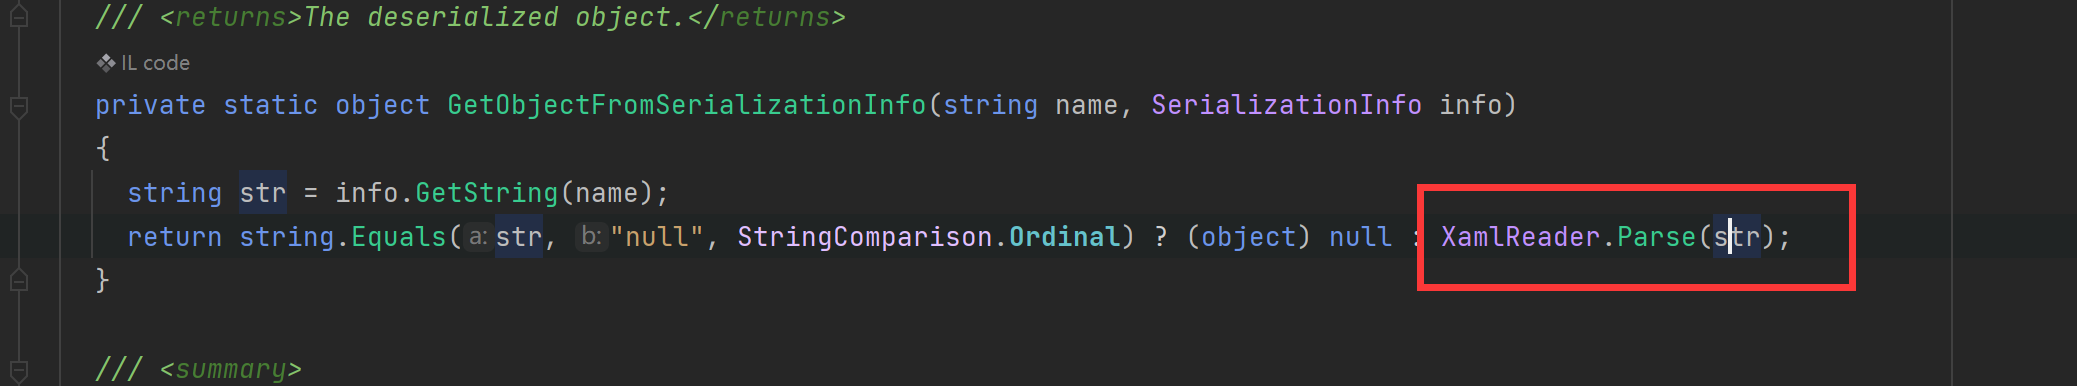 /// <returns>The deserialized object.</returns>
IL code
private static object GetObjectFromSerializationInfo(string name, SerializationInfo info)
{
string str = info.GetString(name);
return string.Equals(a:str, b:"null", StringComparison.Ordinal) ? (object) null : XamlReader.Parse(str);
}
/// <summary>